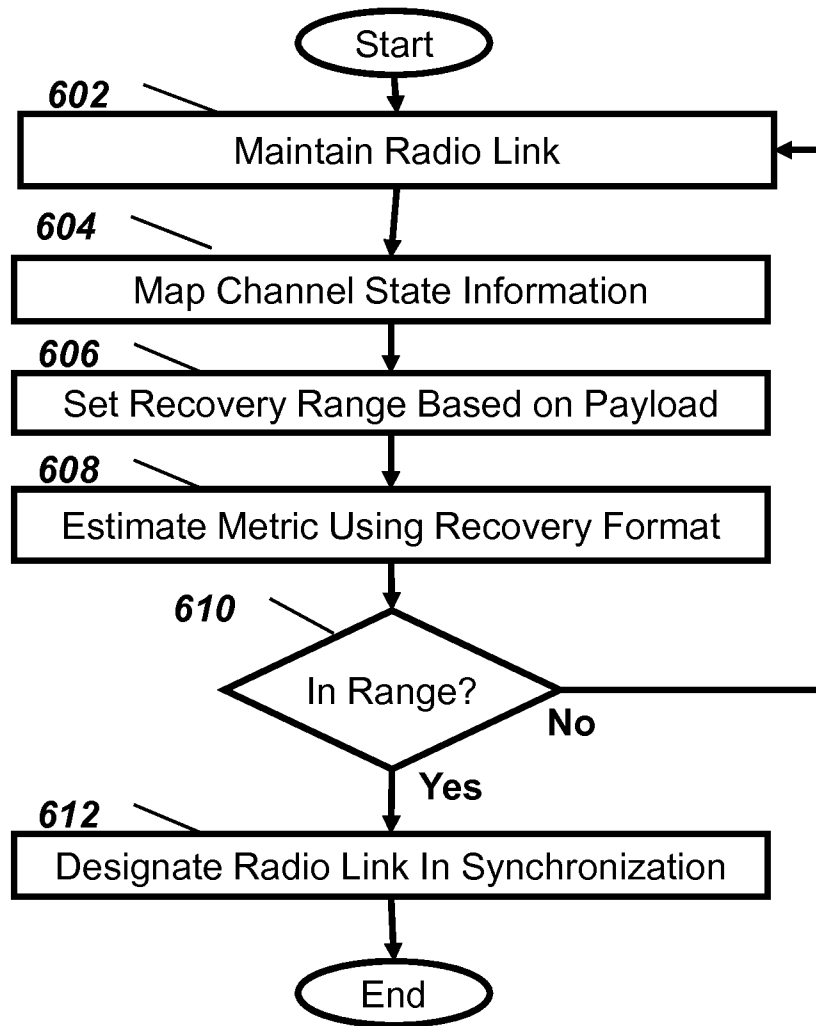 Start
602
Maintain Radio Link
604
Map Channel State Information
606
Set Recovery Range Based on Payload
608
Estimate Metric Using Recovery Format
610
In Range?
No
Yes
612
Designate Radio Link In Synchronization
End